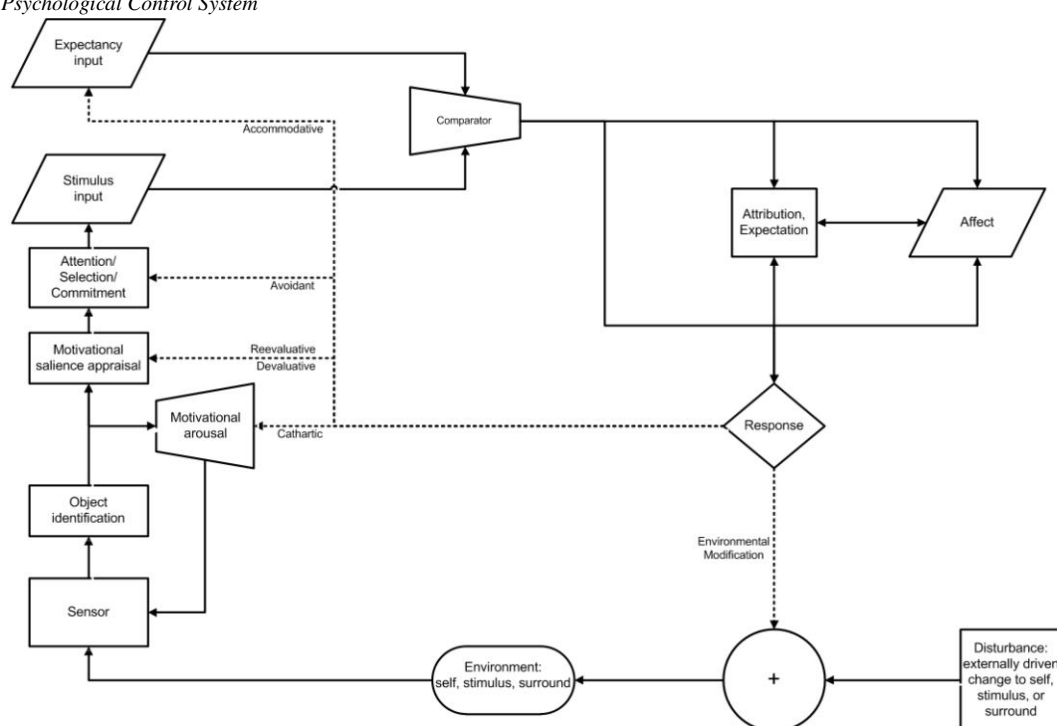 Psychological Control System
Expectancy
input
Comparator
Accommodative
Stimulus
input
Attribution,
Expectation
Affect
Attention/
Selection/
Commitment
Avoidant
Motivational
salience appraisal
Reevaluative
Devaluative
Motivational
arousal
Cathartic
Response
Object
identification
Environmental
Modification
Sensor
Environment:
self, stimulus, surround
+
Disturbance:
externally driven
change to self,
stimulus, or
surround